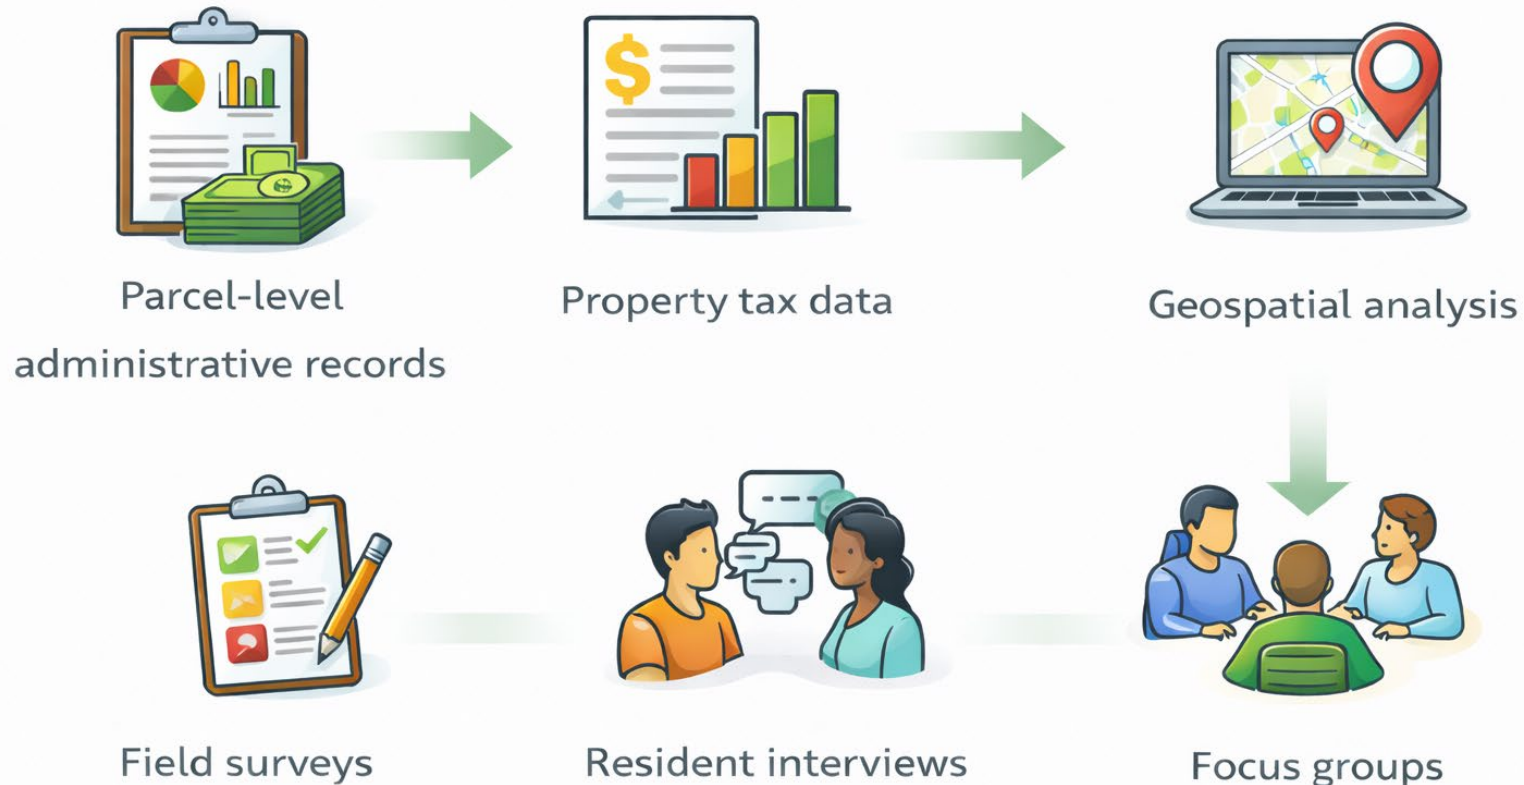 Parcel-level
administrative records
Property tax data
Geospatial analysis
Field surveys
Resident interviews
Focus groups